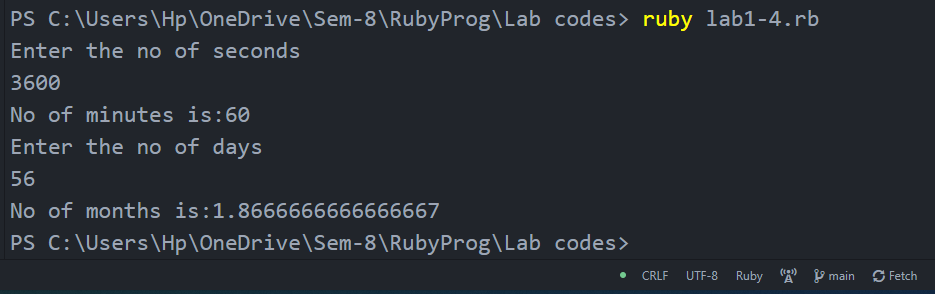 PS C:\Users\Hp\OneDrive\Sem-8\RubyProg\Lab codes> ruby lab1-4.rb
Enter the no of seconds
3600
No of minutes is:60
Enter the no of days
56
No of months is:1.8666666666666667
PS C:\Users\Hp\OneDrive\Sem-8\RubyProg\Lab codes>
CRLF UTF-8 Ruby main Fetch